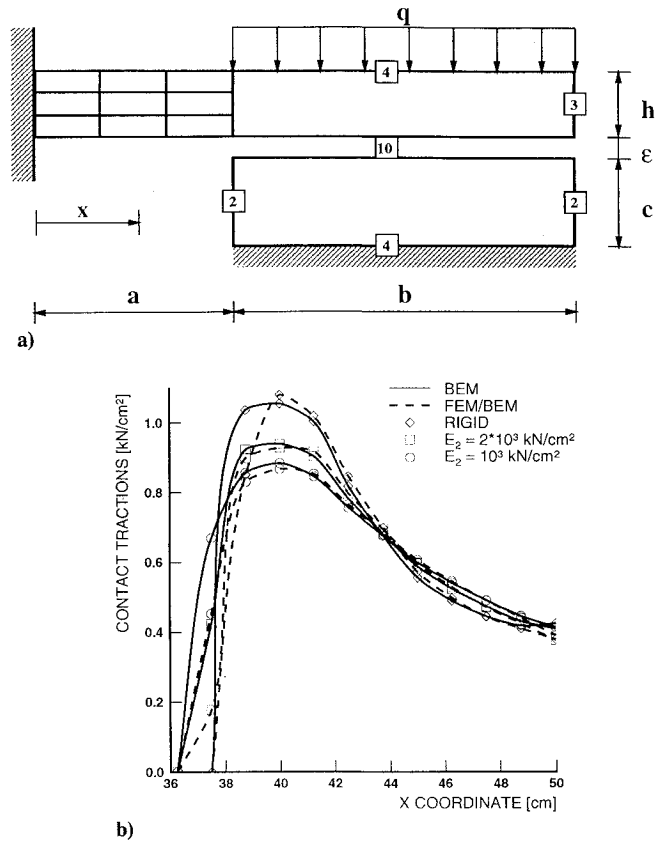 q
4
3
h
10
ε
2
2
c
x
4
a
b
a)
BEM
FEM/BEM
RIGID
E₂ = 2*10³ kN/cm²
E₂ = 10³ kN/cm²
CONTACT TRACTIONS [kN/cm²]
1.0
0.8
0.6
0.4
0.2
0.0
36 38 40 42 44 46 48 50
X COORDINATE [cm]
b)